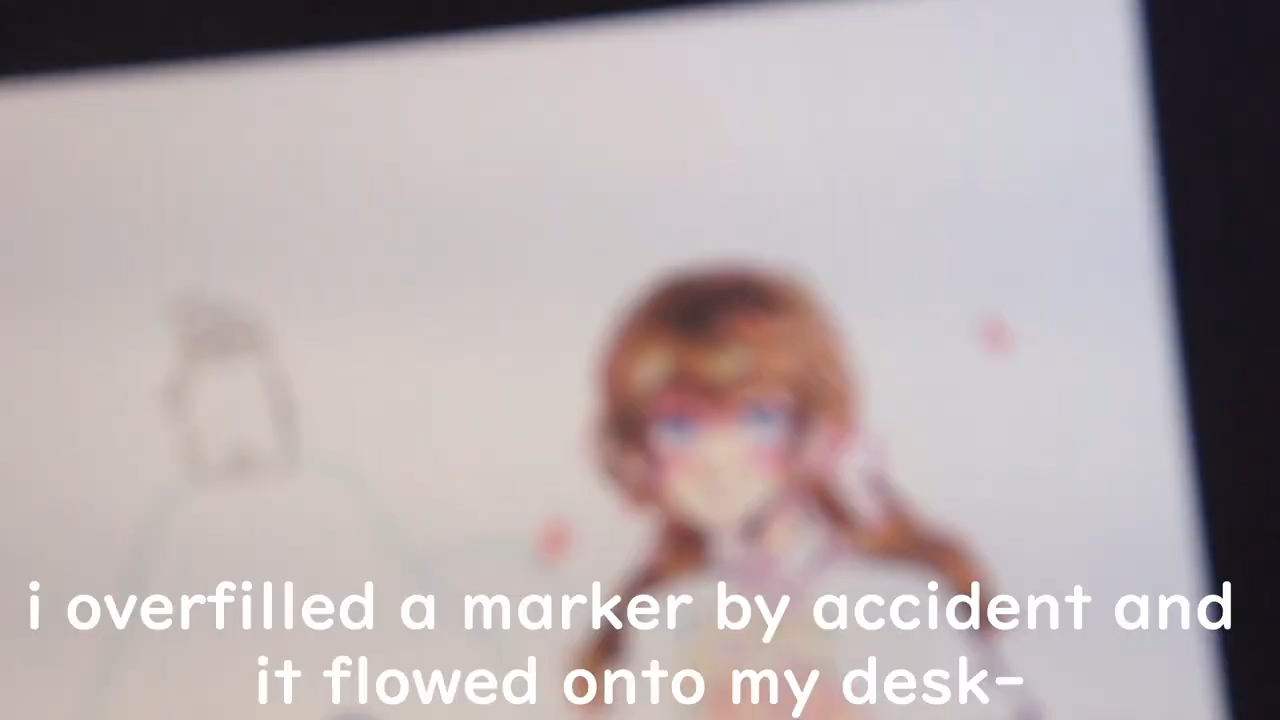 i overfilled a marker by accident and
it flowed onto my desk-